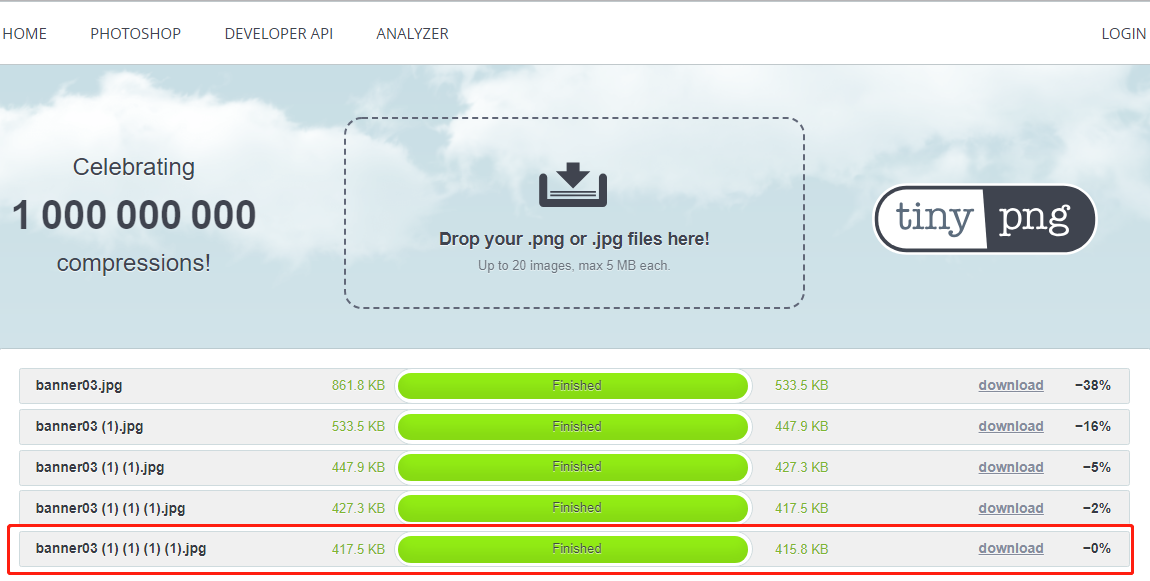 HOME PHOTOSHOP DEVELOPER API ANALYZER LOGIN
Celebrating
1 000 000 000
compressions!
Drop your .png or .jpg files here!
Up to 20 images, max 5 MB each.
tiny png
banner03.jpg 861.8 KB Finished 533.5 KB download −38%
banner03 (1).jpg 533.5 KB Finished 447.9 KB download −16%
banner03 (1) (1).jpg 447.9 KB Finished 427.3 KB download −5%
banner03 (1) (1) (1).jpg 427.3 KB Finished 417.5 KB download −2%
banner03 (1) (1) (1) (1).jpg 417.5 KB Finished 415.8 KB download −0%